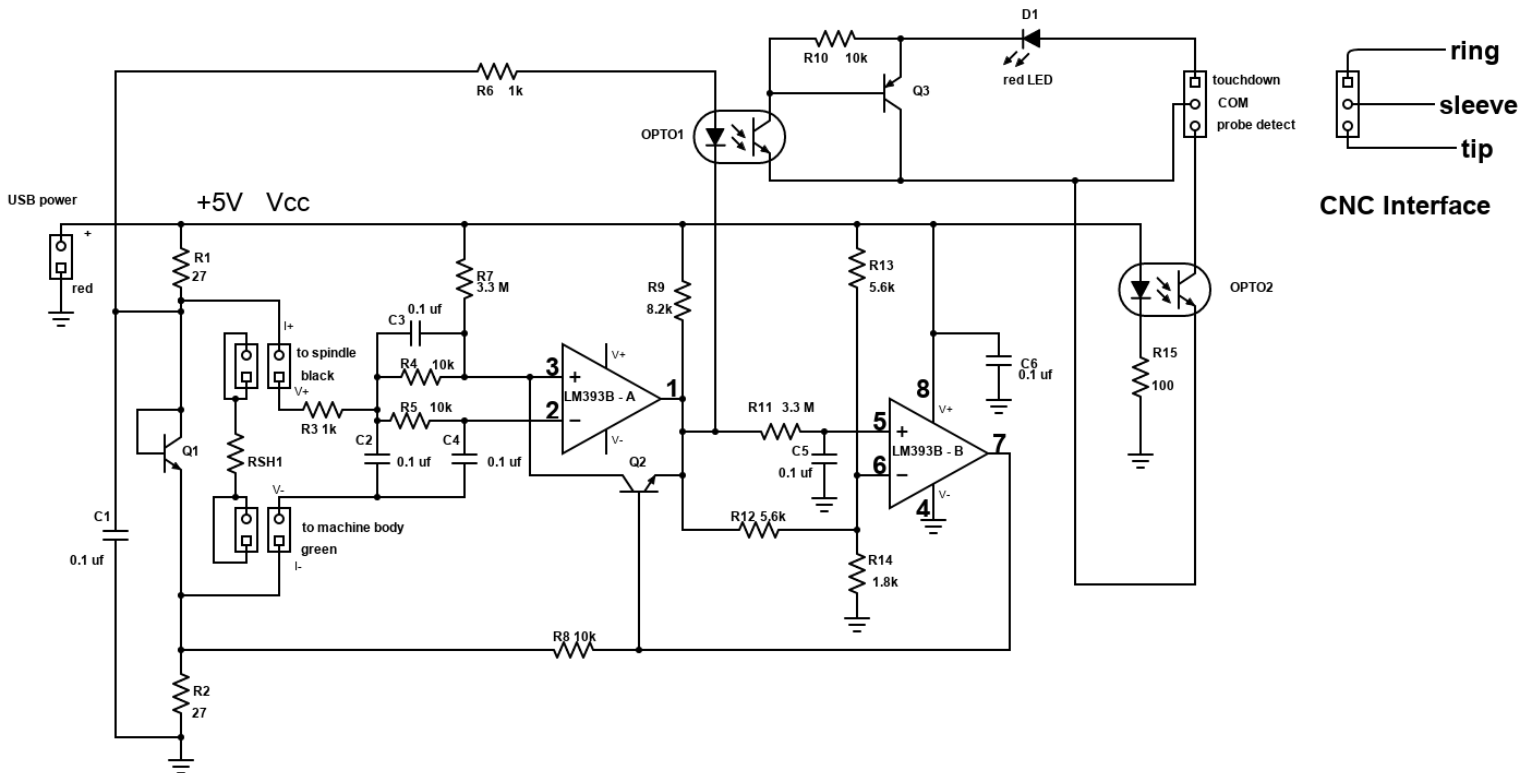 D1
R10 10k
red LED
Q3
R6 1k
OPTO1
touchdown
COM
probe detect
ring
sleeve
tip
CNC Interface
USB power
+
red
+5V Vcc
R1
27
R7
3.3 M
R9
8.2k
R13
5.6k
OPTO2
R15
100
I+
to spindle
black
V+
R3 1k
C3
0.1 uf
R4 10k
R5 10k
3
2
+
−
V+
LM393B - A
V-
1
C2
0.1 uf
C4
0.1 uf
Q1
RSH1
V-
to machine body
green
I-
Q2
R11 3.3 M
C5
0.1 uf
R12 5.6k
5
6
+
−
8
V+
LM393B - B
V-
7
4
C6
0.1 uf
R14
1.8k
C1
0.1 uf
R8 10k
R2
27